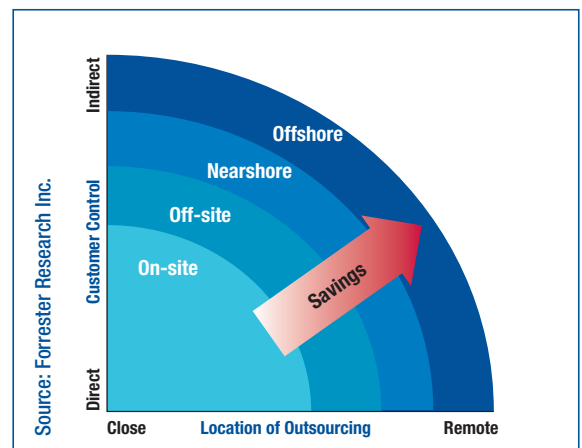 Indirect
Offshore
Nearshore
Off-site
On-site
Savings
Customer Control
Direct
Source: Forrester Research Inc.
Close
Location of Outsourcing
Remote